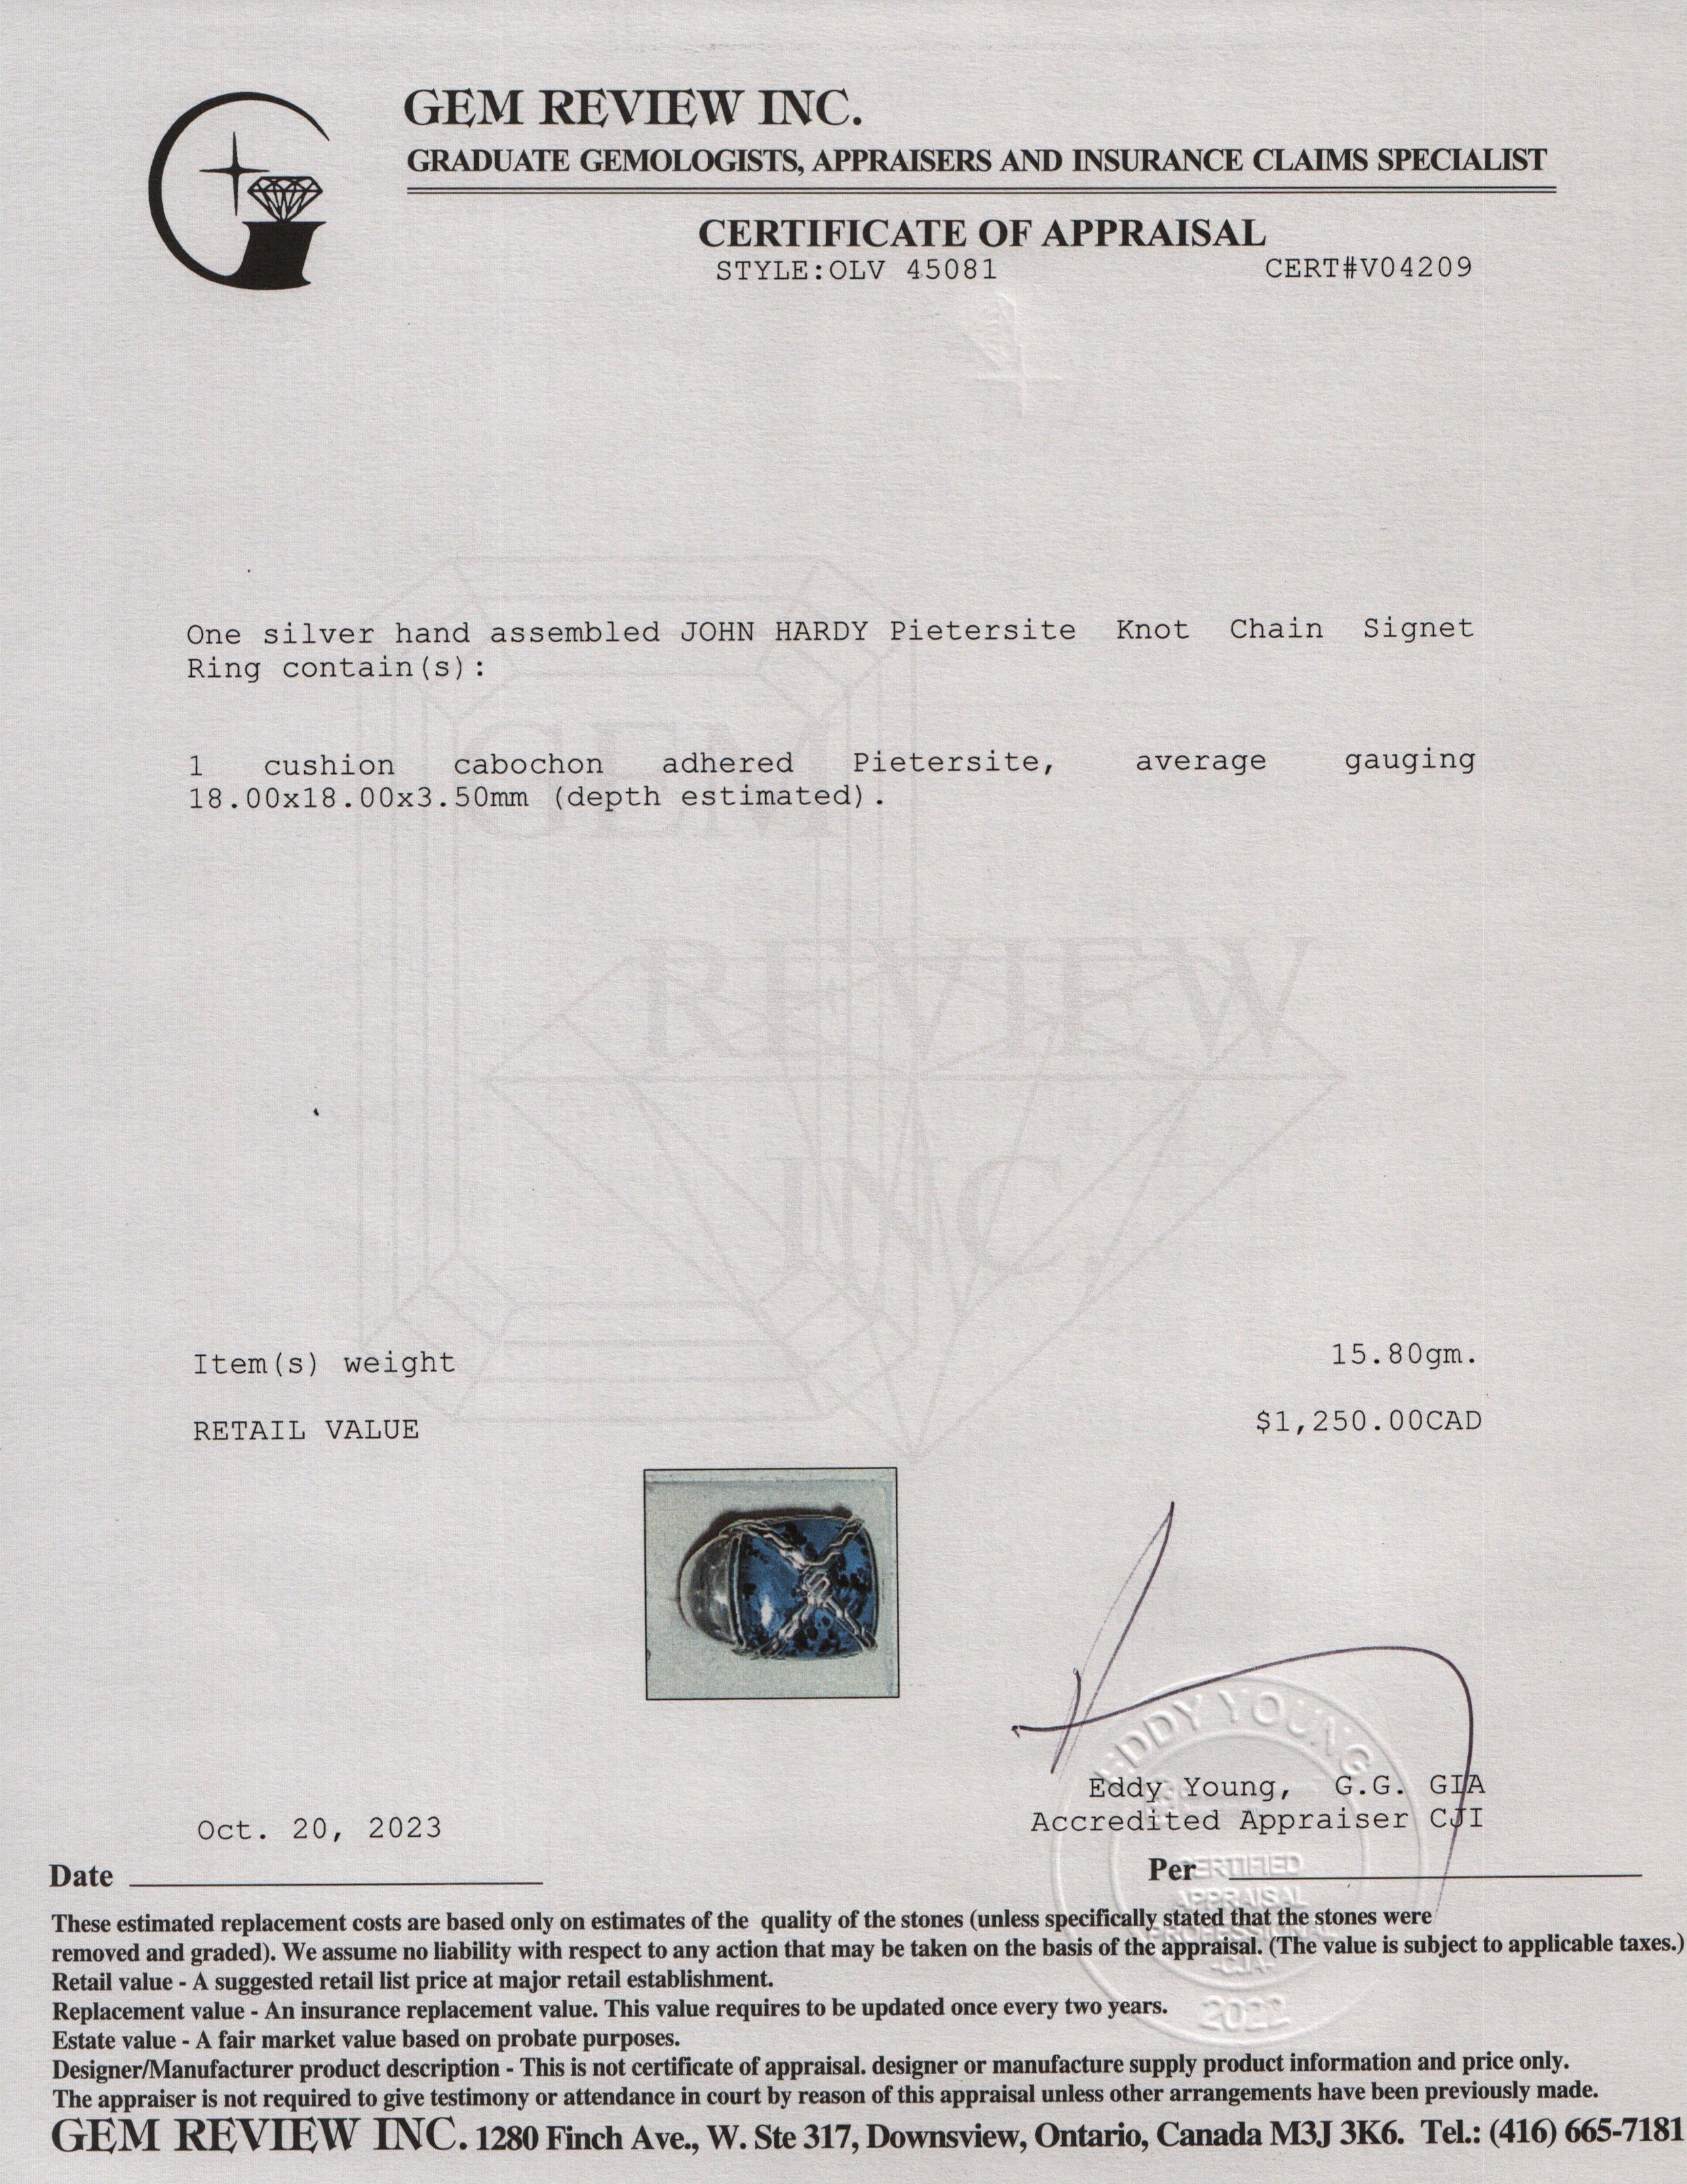 GEM REVIEW INC.
GRADUATE GEMOLOGISTS, APPRAISERS AND INSURANCE CLAIMS SPECIALIST
CERTIFICATE OF APPRAISAL
STYLE:OLV 45081 CERT#V04209
One silver hand assembled JOHN HARDY Pietersite Knot Chain Signet
Ring contain(s):
GEM
1 cushion cabochon adhered Pietersite, average gauging
18.00x18.00x3.50mm (depth estimated).
REVIEW
INC.
Item(s) weight 15.80gm.
RETAIL VALUE $1,250.00CAD
EDDY YOUNG
Eddy Young, G.G. GIA
Accredited Appraiser CJI
Oct. 20, 2023
Date
Per
CERTIFIED
APPRAISAL
PROFESSIONAL
-CJA-
2022
These estimated replacement costs are based only on estimates of the quality of the stones (unless specifically stated that the stones were
removed and graded). We assume no liability with respect to any action that may be taken on the basis of the appraisal. (The value is subject to applicable taxes.)
Retail value - A suggested retail list price at major retail establishment.
Replacement value - An insurance replacement value. This value requires to be updated once every two years.
Estate value - A fair market value based on probate purposes.
Designer/Manufacturer product description - This is not certificate of appraisal. designer or manufacture supply product information and price only.
The appraiser is not required to give testimony or attendance in court by reason of this appraisal unless other arrangements have been previously made.
GEM REVIEW INC. 1280 Finch Ave., W. Ste 317, Downsview, Ontario, Canada M3J 3K6. Tel.: (416) 665-7181